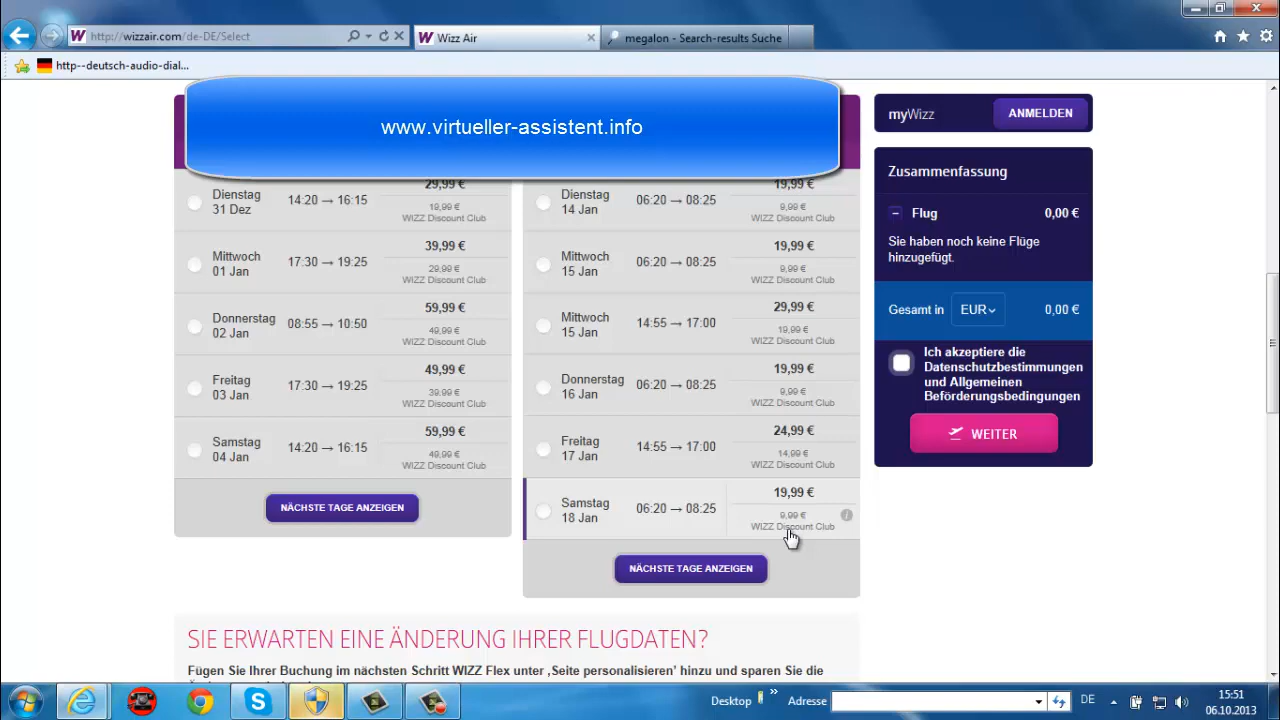 http://wizzair.com/de-DE/Select
Wizz Air
megalon - Search-results Suche
http--deutsch-audio-dial...
www.virtueller-assistent.info
myWizz
ANMELDEN
Zusammenfassung
Flug
0,00 €
Sie haben noch keine Flüge
hinzugefügt.
Gesamt in
EUR
0,00 €
Ich akzeptiere die
Datenschutzbestimmungen
und Allgemeinen
Beförderungsbedingungen
WEITER
Dienstag
31 Dez
14:20 → 16:15
29,99 €
19,99 €
WIZZ Discount Club
Mittwoch
01 Jan
17:30 → 19:25
39,99 €
29,99 €
WIZZ Discount Club
Donnerstag
02 Jan
08:55 → 10:50
59,99 €
49,99 €
WIZZ Discount Club
Freitag
03 Jan
17:30 → 19:25
49,99 €
39,99 €
WIZZ Discount Club
Samstag
04 Jan
14:20 → 16:15
59,99 €
49,99 €
WIZZ Discount Club
NÄCHSTE TAGE ANZEIGEN
Dienstag
14 Jan
06:20 → 08:25
19,99 €
9,99 €
WIZZ Discount Club
Mittwoch
15 Jan
06:20 → 08:25
19,99 €
9,99 €
WIZZ Discount Club
Mittwoch
15 Jan
14:55 → 17:00
29,99 €
19,99 €
WIZZ Discount Club
Donnerstag
16 Jan
06:20 → 08:25
19,99 €
9,99 €
WIZZ Discount Club
Freitag
17 Jan
14:55 → 17:00
24,99 €
14,99 €
WIZZ Discount Club
Samstag
18 Jan
06:20 → 08:25
19,99 €
9,99 €
WIZZ Discount Club
NÄCHSTE TAGE ANZEIGEN
SIE ERWARTEN EINE ÄNDERUNG IHRER FLUGDATEN?
Fügen Sie Ihrer Buchung im nächsten Schritt WIZZ Flex unter ‚Seite personalisieren' hinzu und sparen Sie die
Desktop
Adresse
DE
15:51
06.10.2013